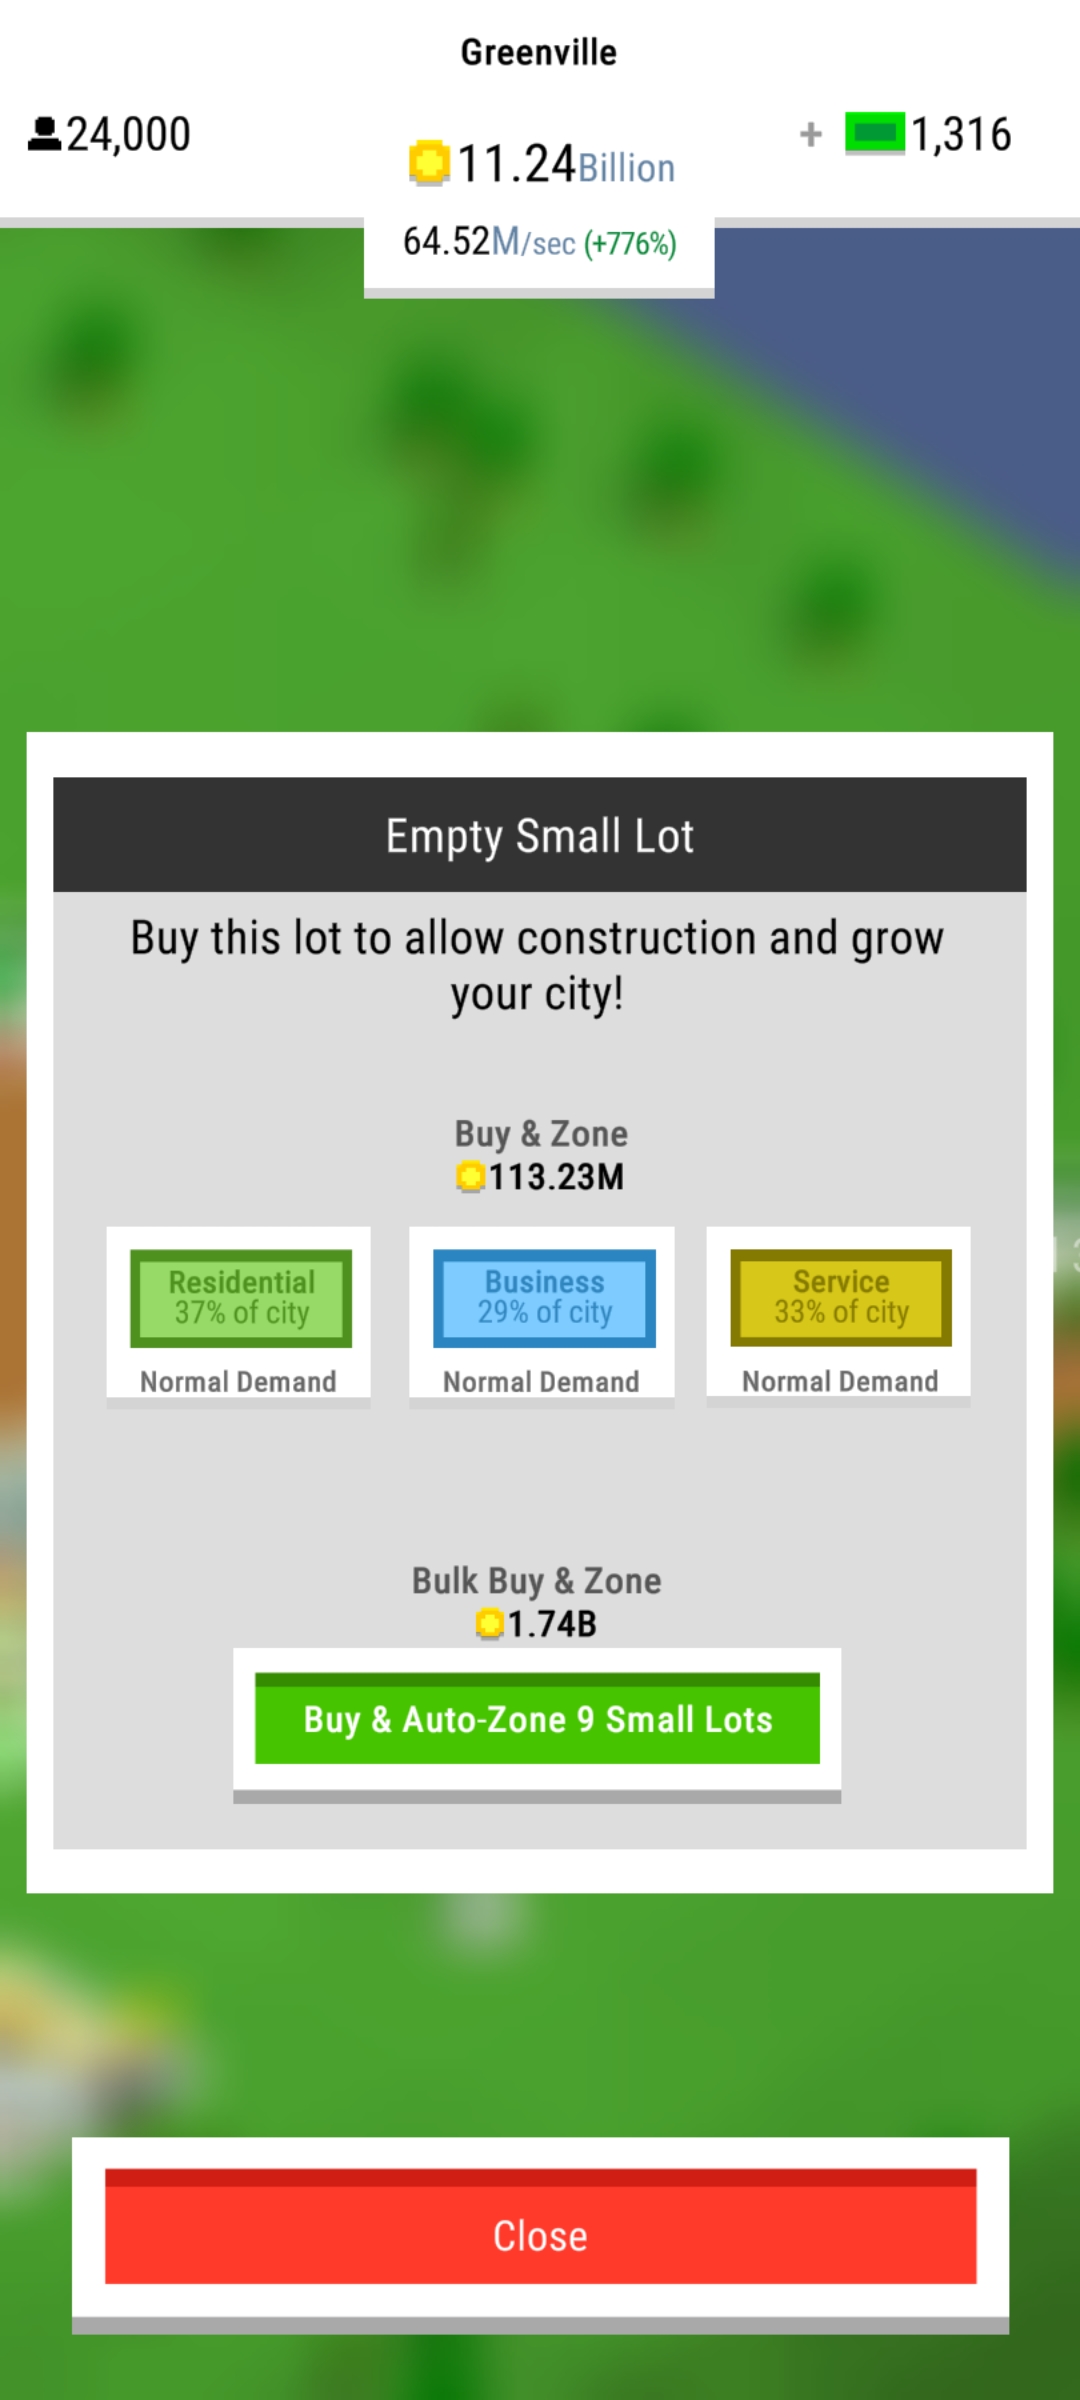 Greenville
24,000
11.24Billion
+ 1,316
64.52M/sec (+776%)
Empty Small Lot
Buy this lot to allow construction and grow
your city!
Buy & Zone
113.23M
Residential
37% of city
Normal Demand
Business
29% of city
Normal Demand
Service
33% of city
Normal Demand
Bulk Buy & Zone
1.74B
Buy & Auto-Zone 9 Small Lots
Close